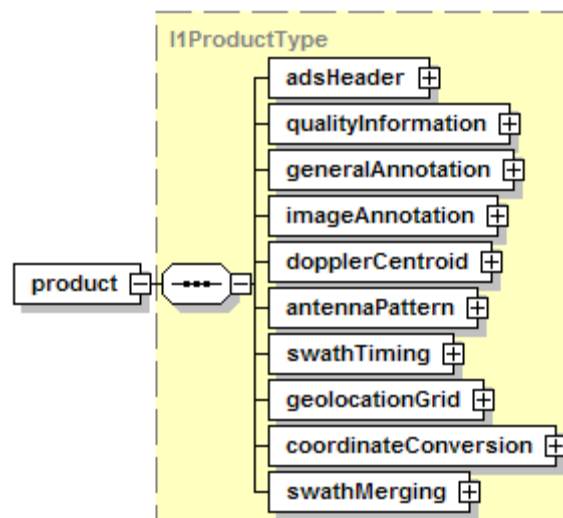 l1ProductType
adsHeader
qualityInformation
generalAnnotation
imageAnnotation
dopplerCentroid
product
antennaPattern
swathTiming
geolocationGrid
coordinateConversion
swathMerging